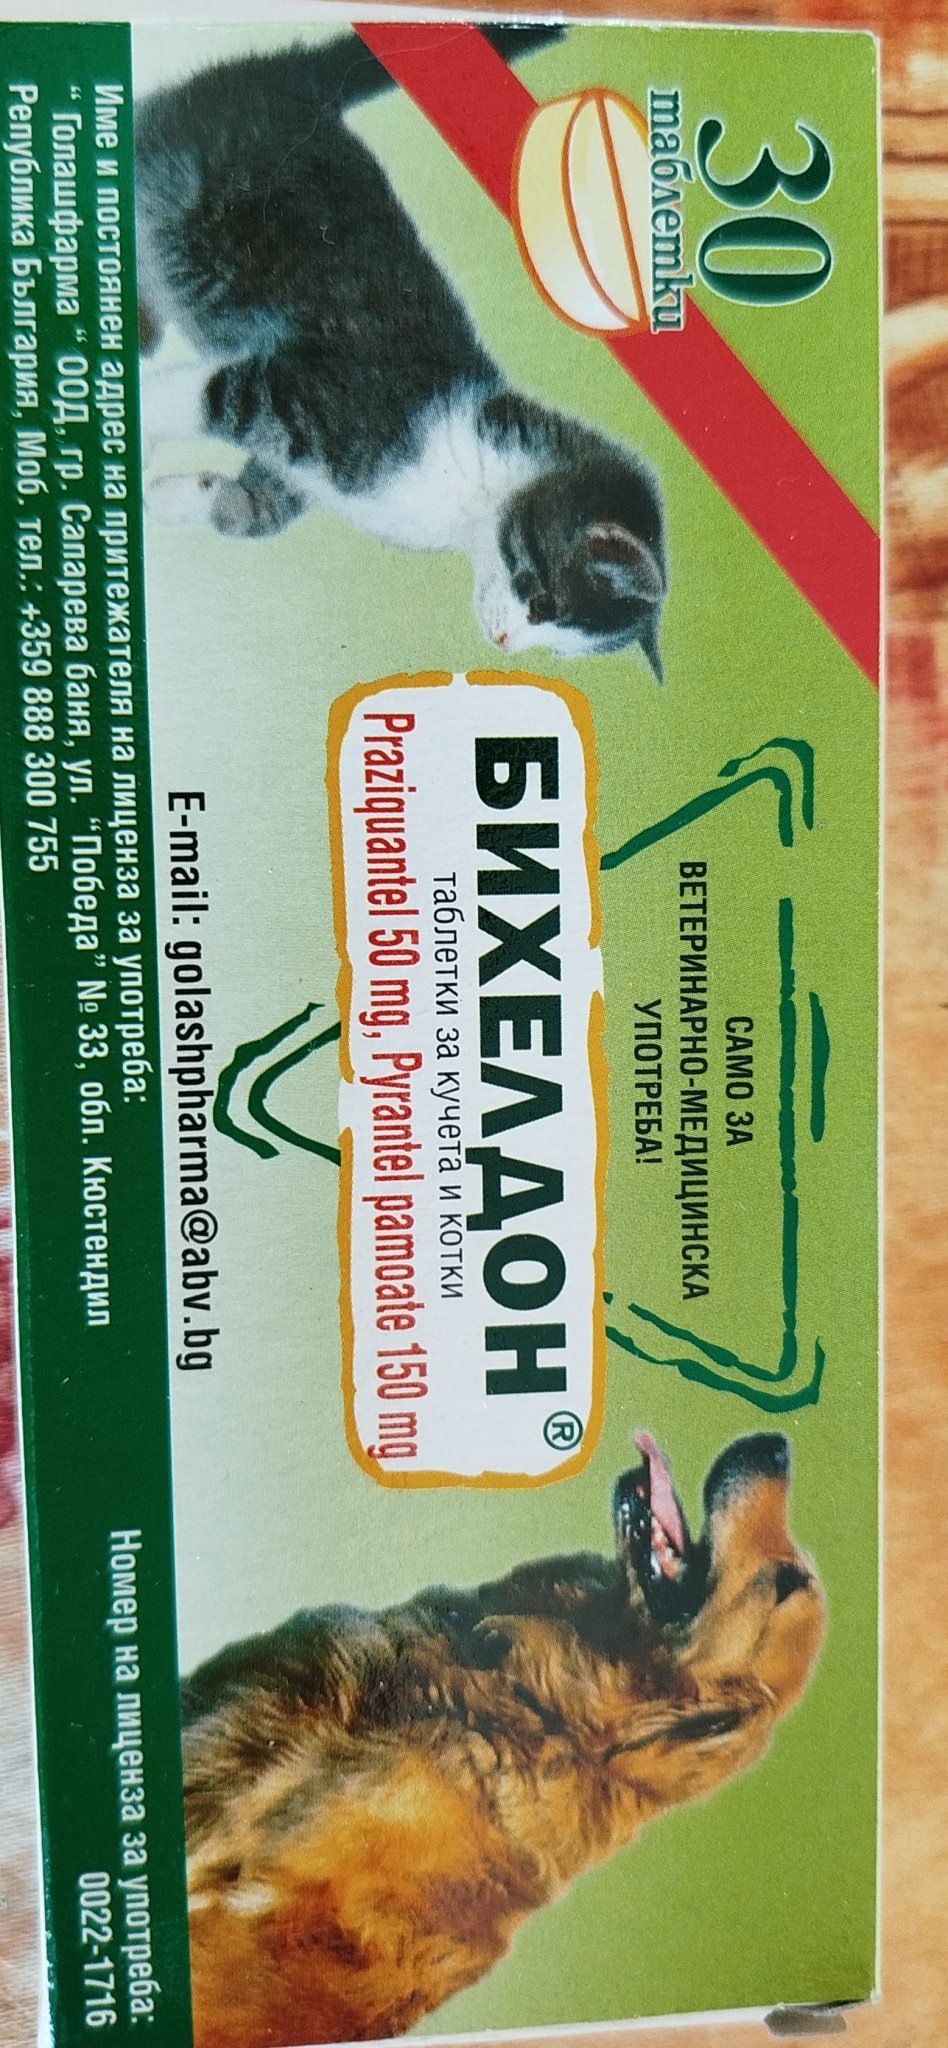 30
таблетки
САМО ЗА
ВЕТЕРИНАРНО-МЕДИЦИНСКА
УПОТРЕБА!
БИХЕЛДОН®
таблетки за кучета и котки
Praziquantel 50 mg, Pyrantel pamoate 150 mg
E-mail: golashpharma@abv.bg
Име и постоянен адрес на притежателя на лиценза за употреба:
“ Голашфарма “ ООД, гр. Сапарева баня, ул. “Победа” № 33, обл. Кюстендил
Република България, Моб. тел.: +359 888 300 755
Номер на лиценза за употреба:
0022-1716